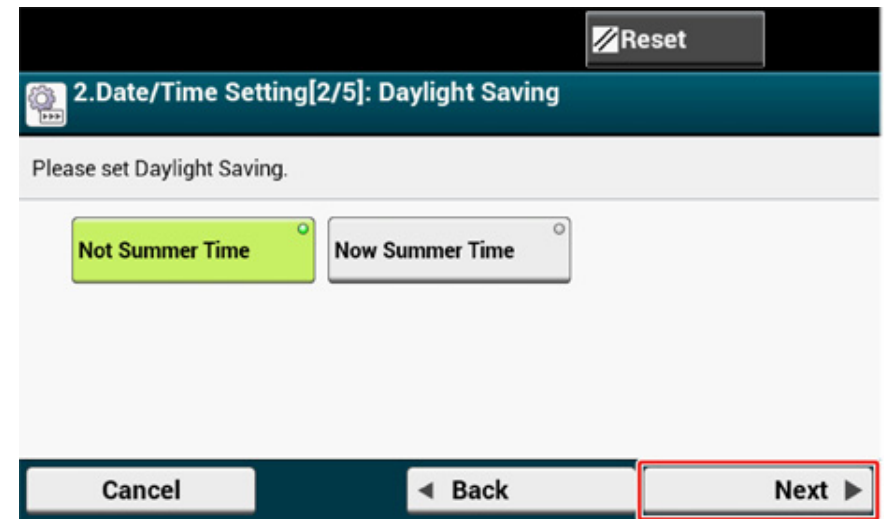 Reset
2.Date/Time Setting[2/5]: Daylight Saving
Please set Daylight Saving.
Not Summer Time
Now Summer Time
Cancel
Back
Next